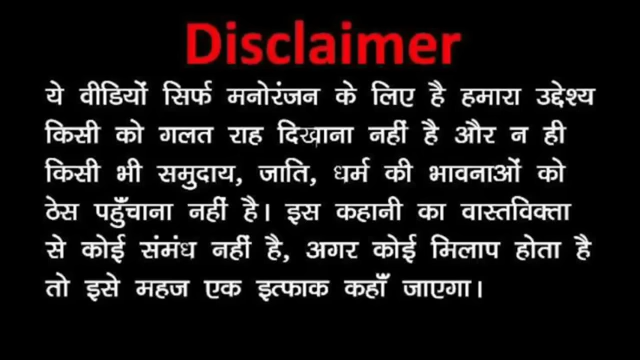 Disclaimer
ये वीडियों सिर्फ मनोरंजन के लिए है हमारा उद्देश्य
किसी को गलत राह दिखाना नहीं है और न ही
किसी भी समुदाय, जाति, धर्म की भावनाओं को
ठेस पहुँचाना नहीं है। इस कहानी का वास्तविक्ता
से कोई संमंध नहीं है, अगर कोई मिलाप होता है
तो इसे महज एक इत्फाक कहाँ जाएगा।